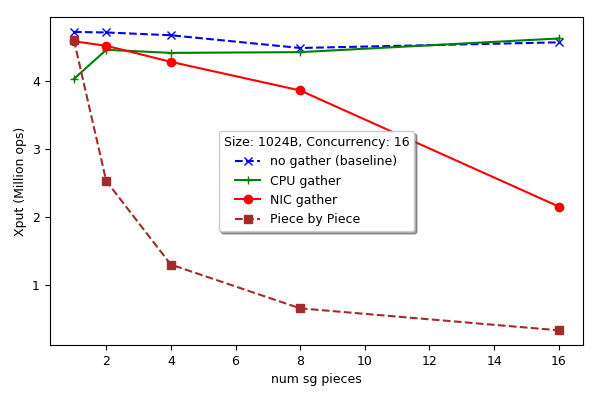 4
3
2
1
Xput (Million ops)
Size: 1024B, Concurrency: 16
no gather (baseline)
CPU gather
NIC gather
Piece by Piece
2 4 6 8 10 12 14 16
num sg pieces